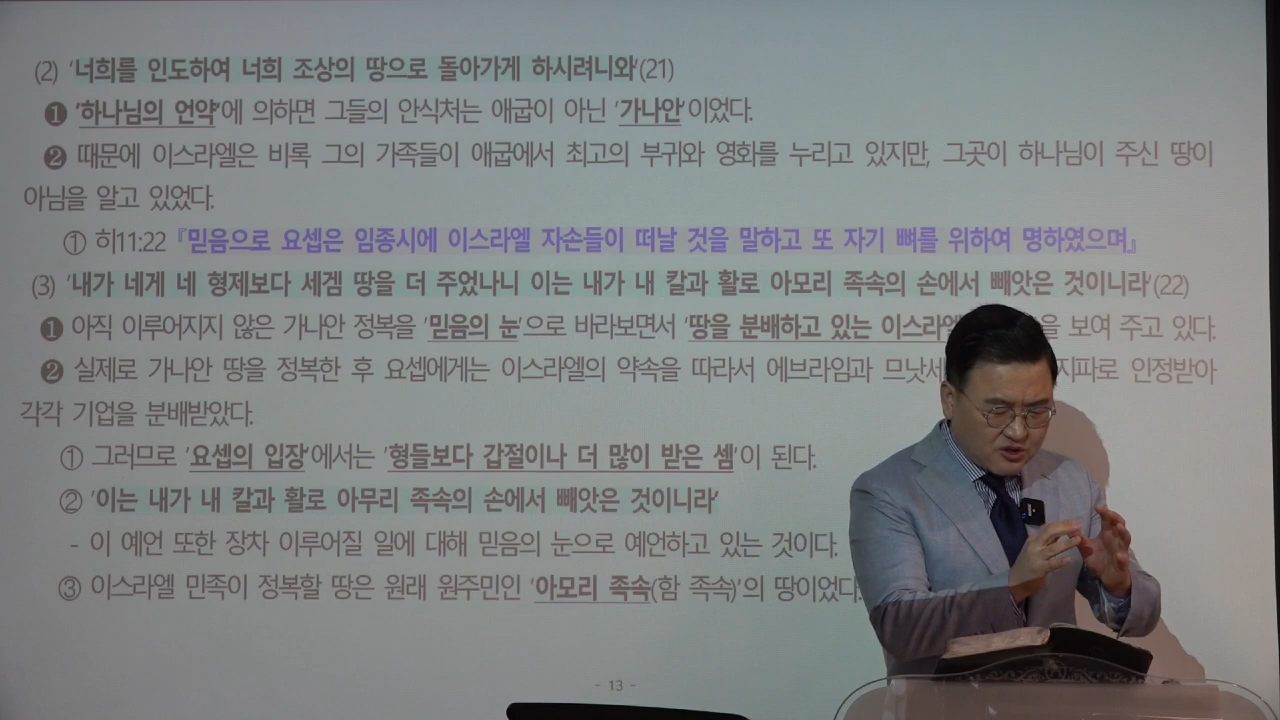 (2) '너희를 인도하여 너희 조상의 땅으로 돌아가게 하시려니와'(21)
❶ '하나님의 언약'에 의하면 그들의 안식처는 애굽이 아닌 '가나안'이었다.
❷ 때문에 이스라엘은 비록 그의 가족들이 애굽에서 최고의 부귀와 영화를 누리고 있지만, 그곳이 하나님이 주신 땅이
아님을 알고 있었다.
① 히11:22 『믿음으로 요셉은 임종시에 이스라엘 자손들이 떠날 것을 말하고 또 자기 뼈를 위하여 명하였으며』
(3) '내가 네게 네 형제보다 세겜 땅을 더 주었나니 이는 내가 내 칼과 활로 아모리 족속의 손에서 빼앗은 것이니라'(22)
❶ 아직 이루어지지 않은 가나안 정복을 '믿음의 눈'으로 바라보면서 '땅을 분배하고 있는 이스라엘 을 보여 주고 있다.
❷ 실제로 가나안 땅을 정복한 후 요셉에게는 이스라엘의 약속을 따라서 에브라임과 므낫세 지파로 인정받아
각각 기업을 분배받았다.
① 그러므로 '요셉의 입장'에서는 '형들보다 갑절이나 더 많이 받은 셈'이 된다.
② '이는 내가 내 칼과 활로 아무리 족속의 손에서 빼앗은 것이니라'
- 이 예언 또한 장차 이루어질 일에 대해 믿음의 눈으로 예언하고 있는 것이다.
③ 이스라엘 민족이 정복할 땅은 원래 원주민인 '아모리 족속(함 족속)'의 땅이었다.
- 13 -